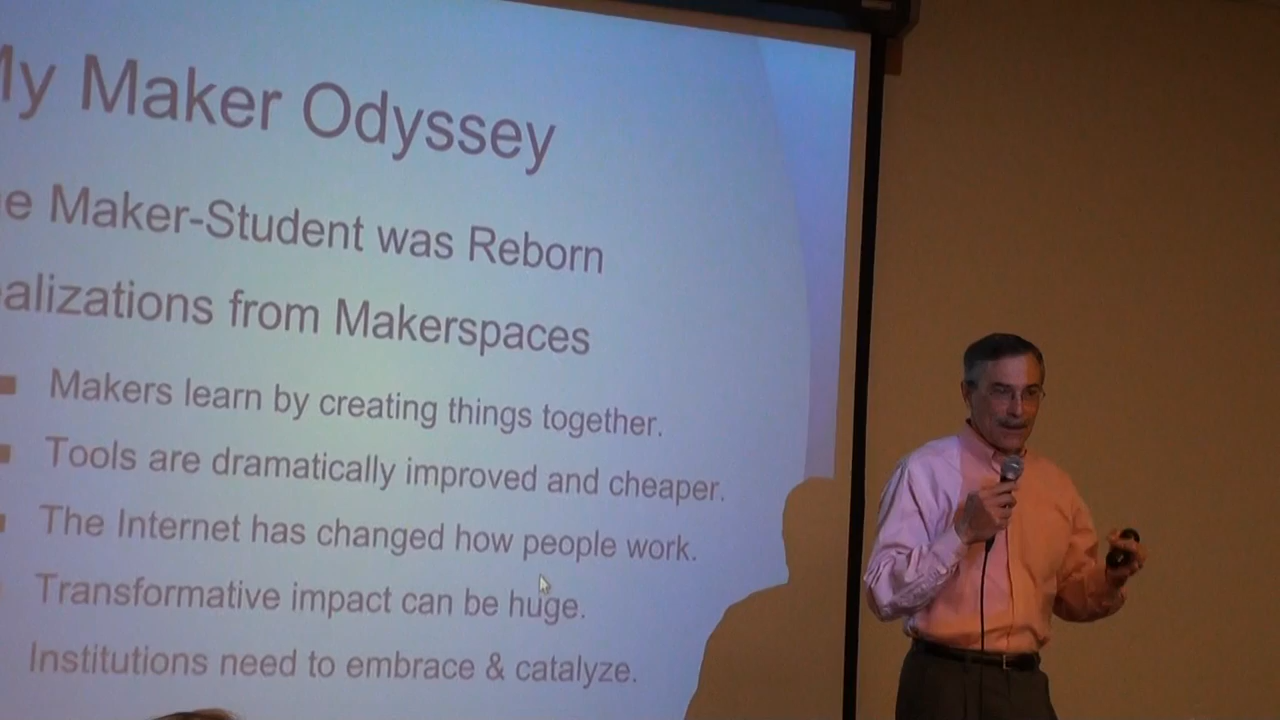 My Maker Odyssey
e Maker-Student was Reborn
alizations from Makerspaces
Makers learn by creating things together.
Tools are dramatically improved and cheaper.
The Internet has changed how people work.
Transformative impact can be huge.
Institutions need to embrace & catalyze.